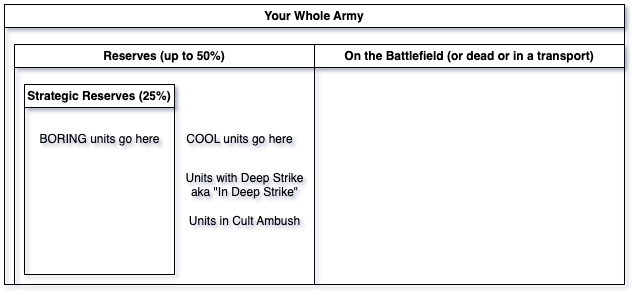 Your Whole Army
Reserves (up to 50%)
On the Battlefield (or dead or in a transport)
Strategic Reserves (25%)
BORING units go here
COOL units go here
Units with Deep Strike
aka "In Deep Strike"
Units in Cult Ambush